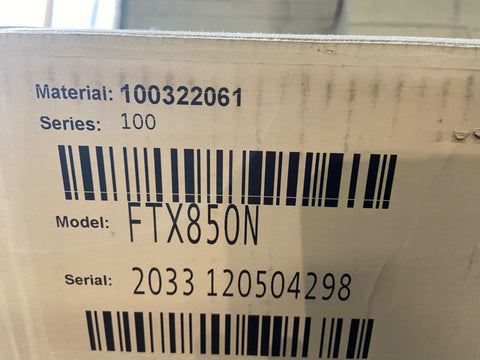 Material: 100322061
Series: 100
Model: FTX850N
Serial: 2033 120504298